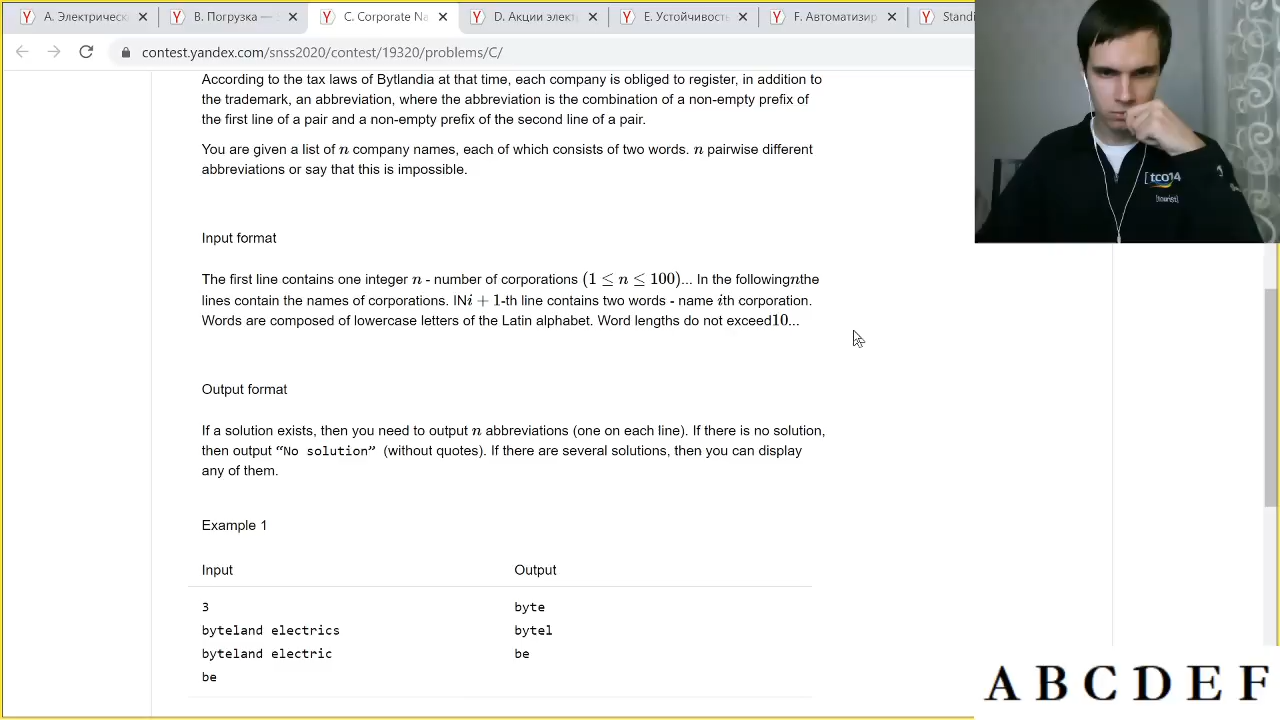 A. Электрическ
B. Погрузка —
C. Corporate Na
D. Акции элект
E. Устойчивость
F. Автоматизир
Standi
contest.yandex.com/snss2020/contest/19320/problems/C/
According to the tax laws of Bytlandia at that time, each company is obliged to register, in addition to
the trademark, an abbreviation, where the abbreviation is the combination of a non-empty prefix of
the first line of a pair and a non-empty prefix of the second line of a pair.
You are given a list of n company names, each of which consists of two words. n pairwise different
abbreviations or say that this is impossible.
Input format
The first line contains one integer n - number of corporations (1 ≤ n ≤ 100)... In the followingnthe
lines contain the names of corporations. INi + 1-th line contains two words - name ith corporation.
Words are composed of lowercase letters of the Latin alphabet. Word lengths do not exceed10...
Output format
If a solution exists, then you need to output n abbreviations (one on each line). If there is no solution,
then output “No solution” (without quotes). If there are several solutions, then you can display
any of them.
Example 1
Input Output
3 byte
byteland electrics bytel
byteland electric be
be
[tco14
[tourist]
A B C D E F